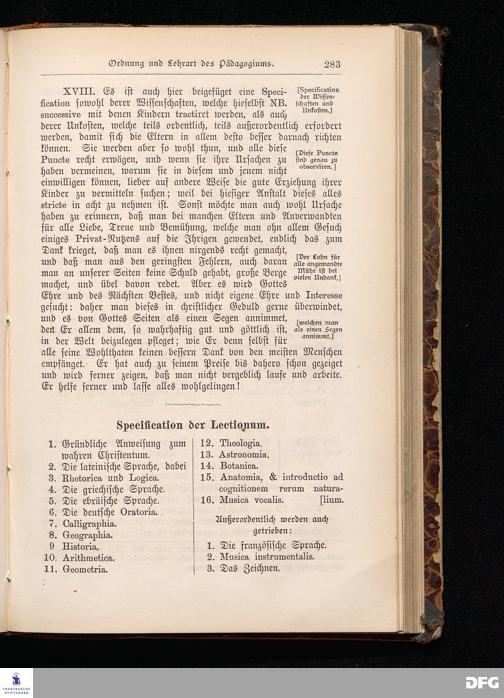 Ordnung und Lehrart des Pädagogiums. 283
XVIII. Es ist auch hier beigefüget eine Speci-
fication sowohl derer Wissenschaften, welche hieselbst NB.
successive mit denen Kindern tractiret werden, als auch
derer Unkosten, welche teils ordentlich, teils außerordentlich erfordert
werden, damit sich die Eltern in allem desto besser darnach richten
können. Sie werden aber so wohl thun, und alle diese
Puncte recht erwägen, und wenn sie ihre Ursachen zu
haben vermeinen, warum sie in diesem und jenem nicht
einwilligen können, lieber auf andere Weise die gute Erziehung ihrer
Kinder zu vermitteln suchen; weil bei hiesiger Anstalt dieses alles
stricte in acht zu nehmen ist. Sonst möchte man auch wohl Ursache
haben zu erinnern, daß man bei manchen Eltern und Anverwandten
für alle Liebe, Treue und Bemühung, welche man ohn allem Gesuch
einiges Privat-Nutzens auf die Ihrigen gewendet, endlich das zum
Dank krieget, daß man es ihnen nirgends recht gemacht,
und daß man aus den geringsten Fehlern, auch daran
man an unserer Seiten keine Schuld gehabt, große Berge
machet, und übel davon redet. Aber es wird Gottes
Ehre und des Nächsten Bestes, und nicht eigene Ehre und Interesse
gesucht: daher man dieses in christlicher Geduld gerne überwindet,
und es von Gottes Seiten als einen Segen annimmet,
den Er allem dem, so wahrhaftig gut und göttlich ist,
in der Welt beizulegen pfleget; wie Er denn selbst für
alle seine Wohlthaten keinen bessern Dank von den meisten Menschen
empfänget. Er hat auch zu seinem Preise bis dahero schon gezeiget
und wird ferner zeigen, daß man nicht vergeblich laufe und arbeite.
Er helfe ferner und lasse alles wohlgelingen!
[Specification
der Wissen-
schaften und
Unkosten.]
[Diese Puncte
sind genau zu
observiren.]
[Der Lohn für
alle angewandte
Mühe ist bei
vielen Undank,]
[welchen man
als einen Segen
annimmt.]
Specification der Lectionum.
1. Gründliche Anweisung zum
wahren Christentum.
2. Die lateinische Sprache, dabei
3. Rhetorica und Logica.
4. Die griechische Sprache.
5. Die ebräische Sprache.
6. Die deutsche Oratoria.
7. Calligraphia.
8. Geographia.
9 Historia.
10. Arithmetica.
11. Geometria.
12. Theologia.
13. Astronomia.
14. Botanica.
15. Anatomia, & introductio ad
cognitionem rerum natura-
16. Musica vocalis. [lium.
Außerordentlich werden auch
getrieben:
1. Die französische Sprache.
2. Musica instrumentalis.
3. Das Zeichnen.
FRANCKESCHE
STIFTUNGEN
DFG